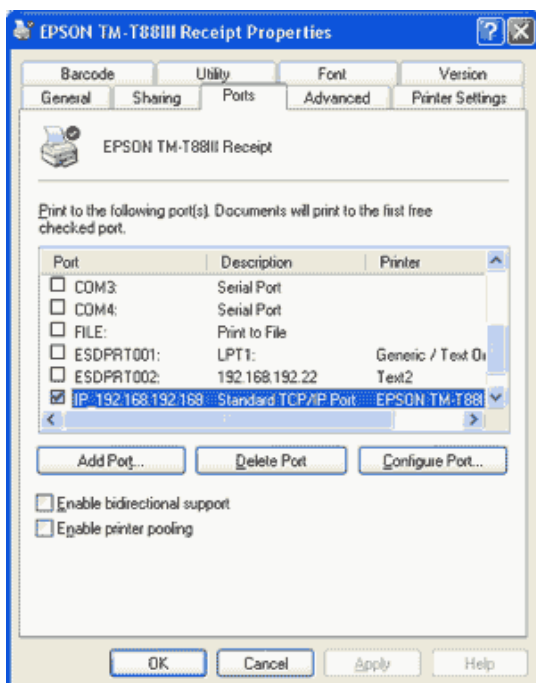 EPSON TM-T88III Receipt Properties
Barcode Utility Font Version
General Sharing Ports Advanced Printer Settings
EPSON TM-T88III Receipt
Print to the following port(s). Documents will print to the first free
checked port.
Port Description Printer
COM3: Serial Port
COM4: Serial Port
FILE: Print to File
ESDPRT001: LPT1: Generic / Text
ESDPRT002: 192.168.192.22 Text2
IP_192.168.192.168 Standard TCP/IP Port EPSON TM-T88
Add Port... Delete Port Configure Port...
Enable bidirectional support
Enable printer pooling
OK Cancel Apply Help